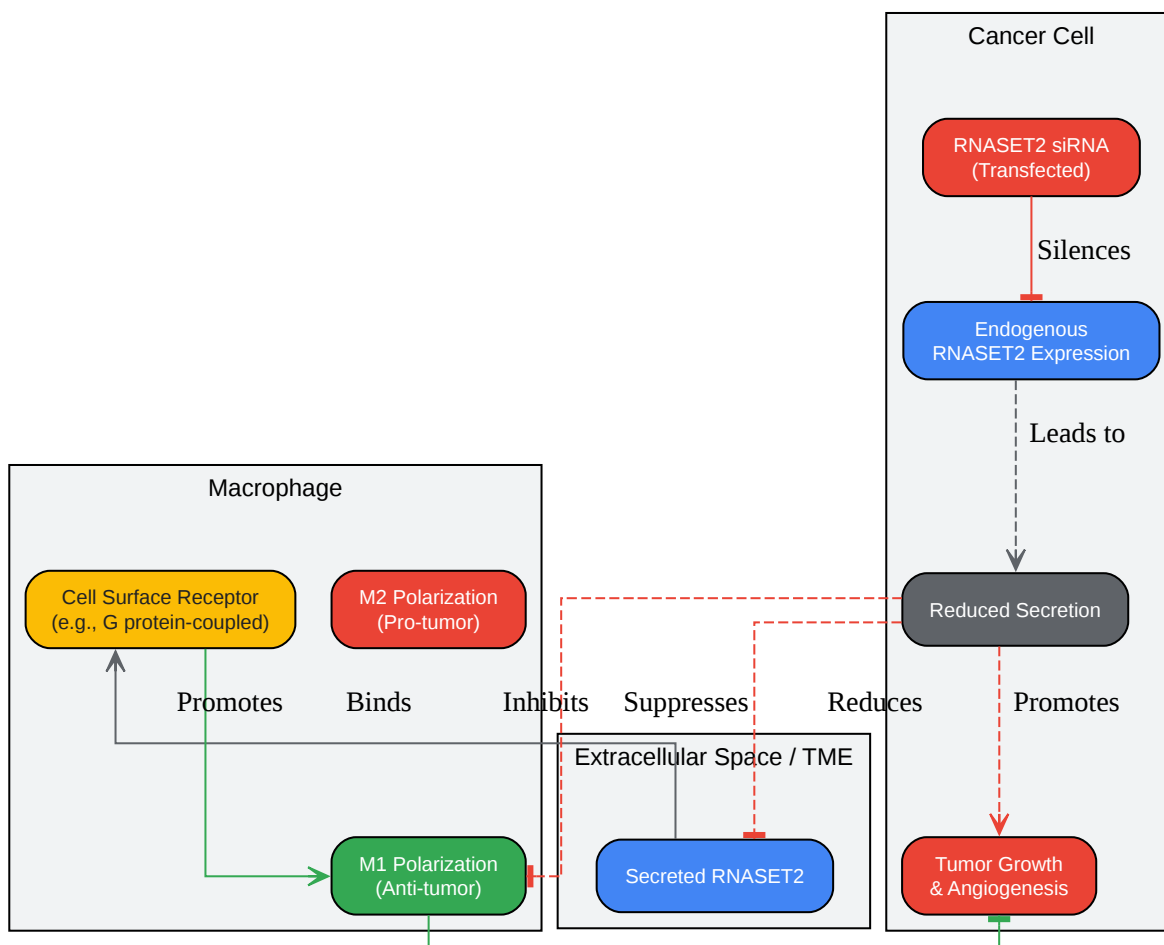 Cancer Cell
RNASET2 siRNA
(Transfected)
Silences
Endogenous
RNASET2 Expression
Leads to
Macrophage
Cell Surface Receptor
(e.g., G protein-coupled)
M2 Polarization
(Pro-tumor)
Reduced Secretion
Promotes
Binds
Inhibits
Suppresses
Reduces
Promotes
Extracellular Space / TME
M1 Polarization
(Anti-tumor)
Secreted RNASET2
Tumor Growth
& Angiogenesis